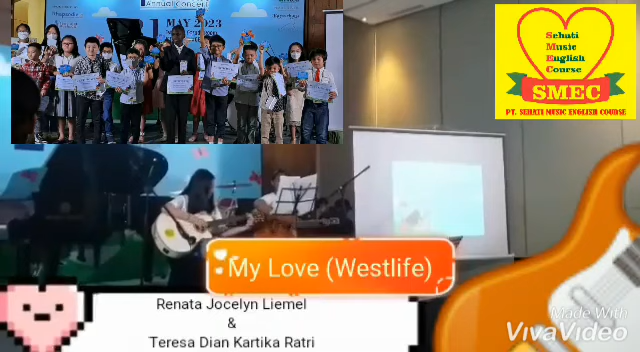 Annual Concert
MAY 2023
Sehati
Music
English
Course
SMEC
PT. SEHATI MUSIC ENGLISH COURSE
My Love (Westlife)
Renata Jocelyn Liemel
&
Teresa Dian Kartika Ratri
Made With
VivaVideo